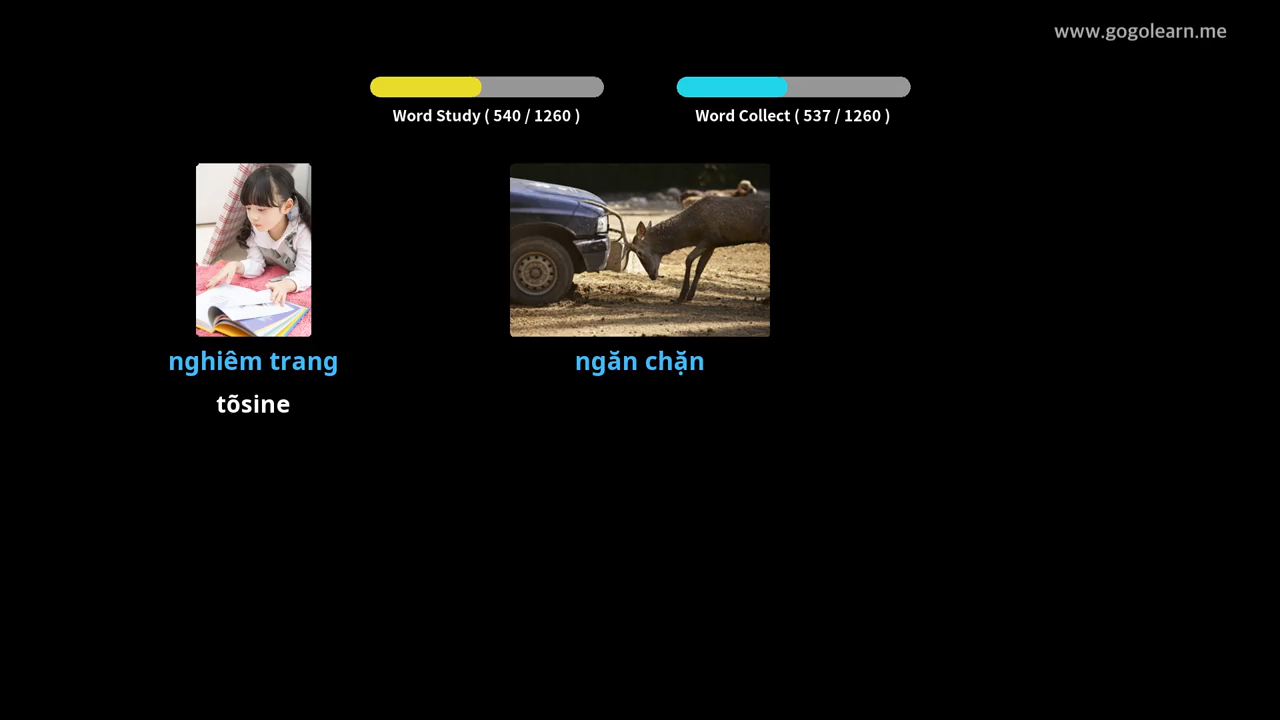 www.gogolearn.me
Word Study ( 540 / 1260 )
Word Collect ( 537 / 1260 )
nghiêm trang
ngăn chặn
tõsine